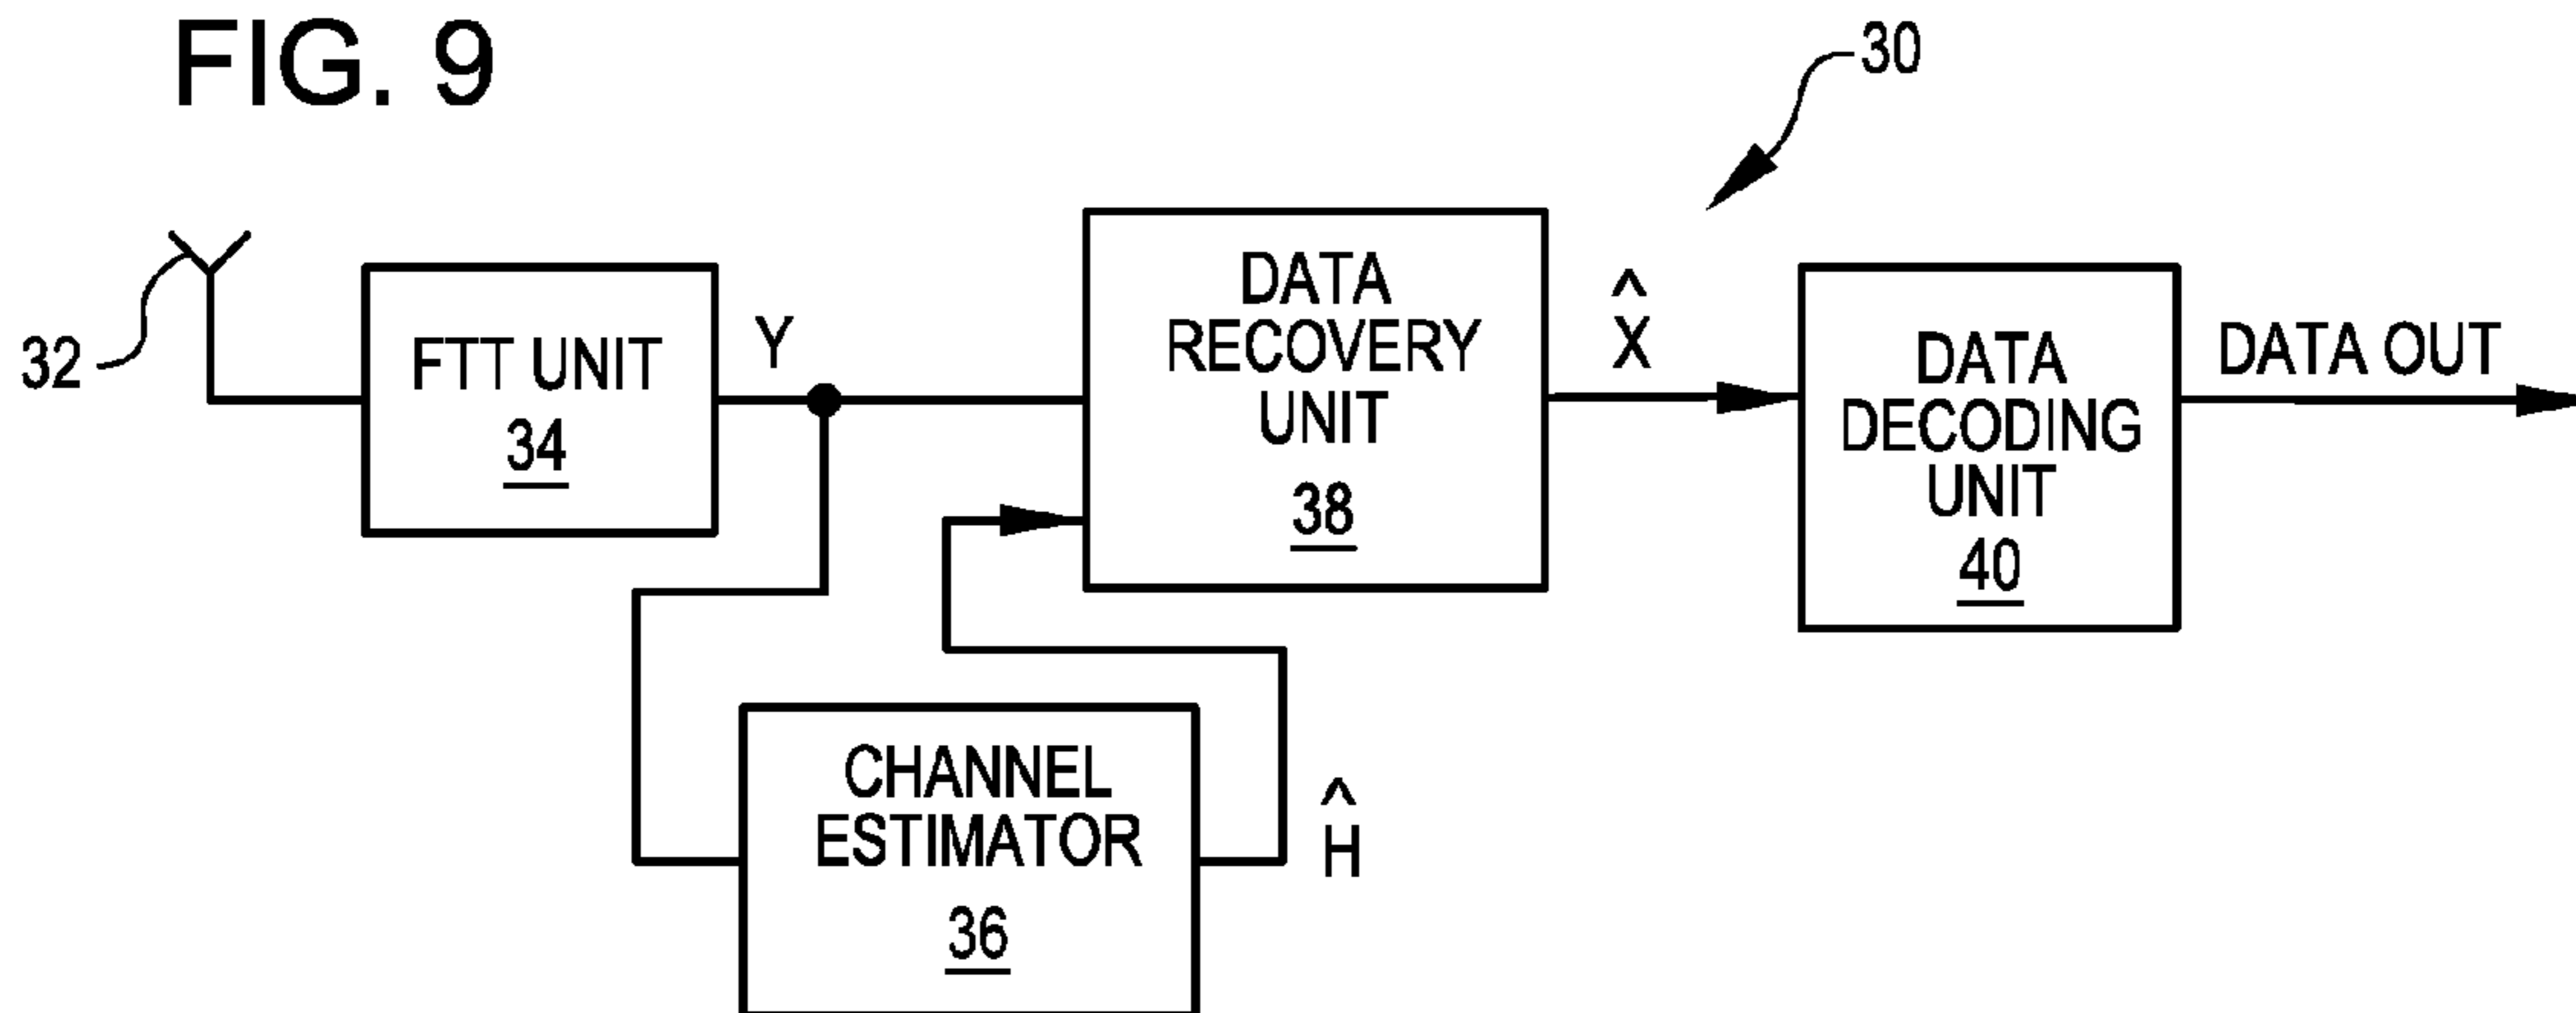 FIG. 9
30
32
FTT UNIT
34
Y
DATA
RECOVERY
UNIT
38
X̂
DATA
DECODING
UNIT
40
DATA OUT
CHANNEL
ESTIMATOR
36
Ĥ